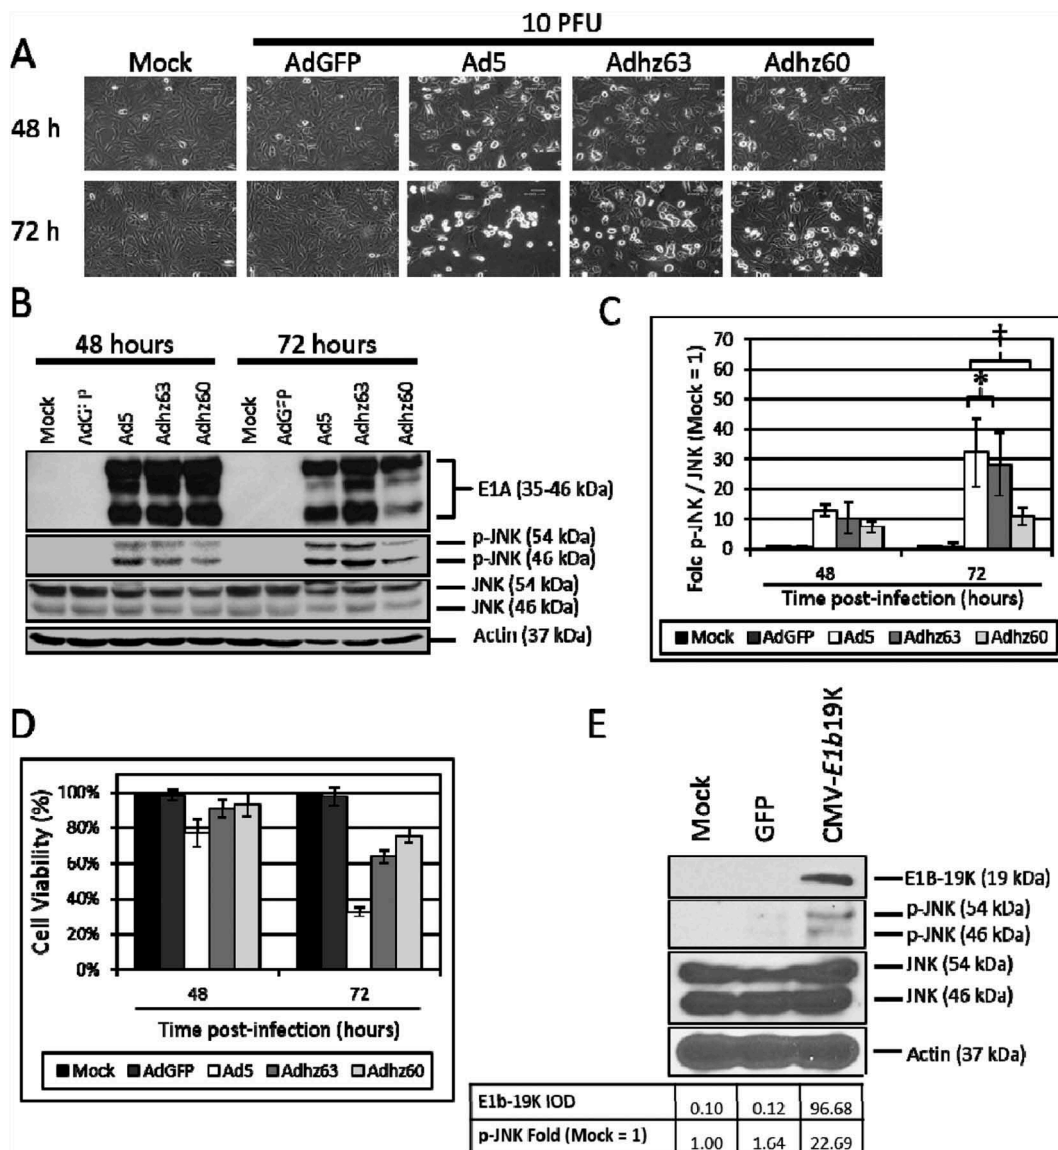 A
10 PFU
Mock AdGFP Ad5 Adhz63 Adhz60
48 h
72 h
B
48 hours 72 hours
Mock AdGFP Ad5 Adhz63 Adhz60 Mock AdGFP Ad5 Adhz63 Adhz60
E1A (35-46 kDa)
p-JNK (54 kDa)
p-JNK (46 kDa)
JNK (54 kDa)
JNK (46 kDa)
Actin (37 kDa)
C
Fold p-JNK / JNK (Mock = 1)
70
60
50
40
30
20
10
0
‡
*
48 72
Time post-infection (hours)
Mock AdGFP Ad5 Adhz63 Adhz60
D
Cell Viability (%)
100%
80%
60%
40%
20%
0%
48 72
Time post-infection (hours)
Mock AdGFP Ad5 Adhz63 Adhz60
E
Mock GFP CMV-E1b19K
E1B-19K (19 kDa)
p-JNK (54 kDa)
p-JNK (46 kDa)
JNK (54 kDa)
JNK (46 kDa)
Actin (37 kDa)
E1b-19K IOD 0.10 0.12 96.68
p-JNK Fold (Mock = 1) 1.00 1.64 22.69